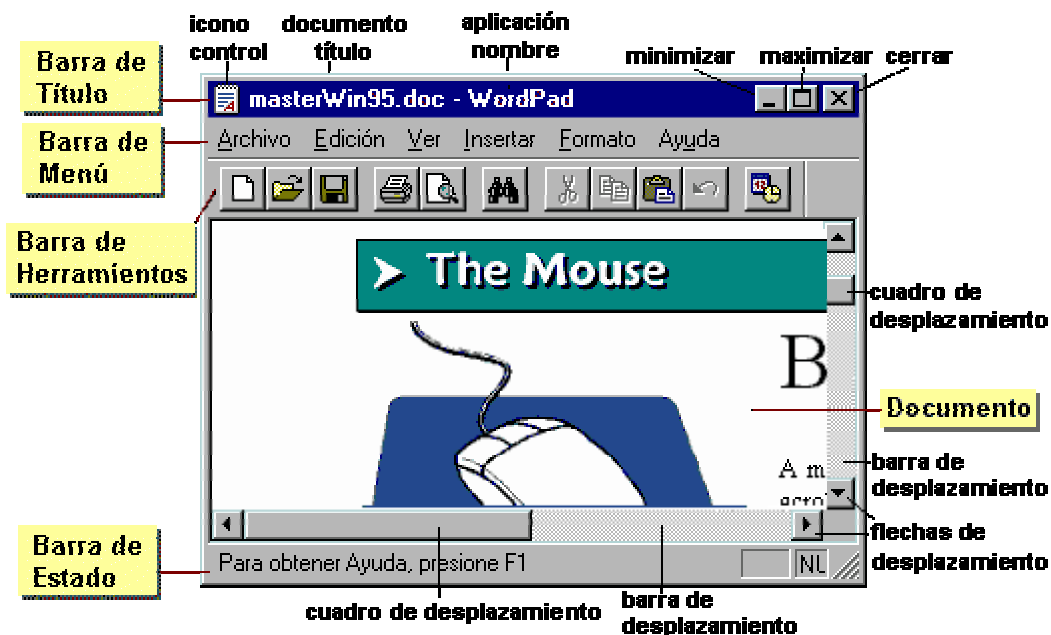 icono
control
documento
título
aplicación
nombre
minimizar
maximizar
cerrar
Barra de
Título
masterWin95.doc - WordPad
Barra de
Menú
Archivo Edición Ver Insertar Formato Ayuda
Barra de
Herramientos
The Mouse
cuadro de
desplazamiento
B
Documento
A m
acrol
barra de
desplazamiento
flechas de
desplazamiento
Barra de
Estado
Para obtener Ayuda, presione F1
NU
cuadro de desplazamiento
barra de
desplazamiento